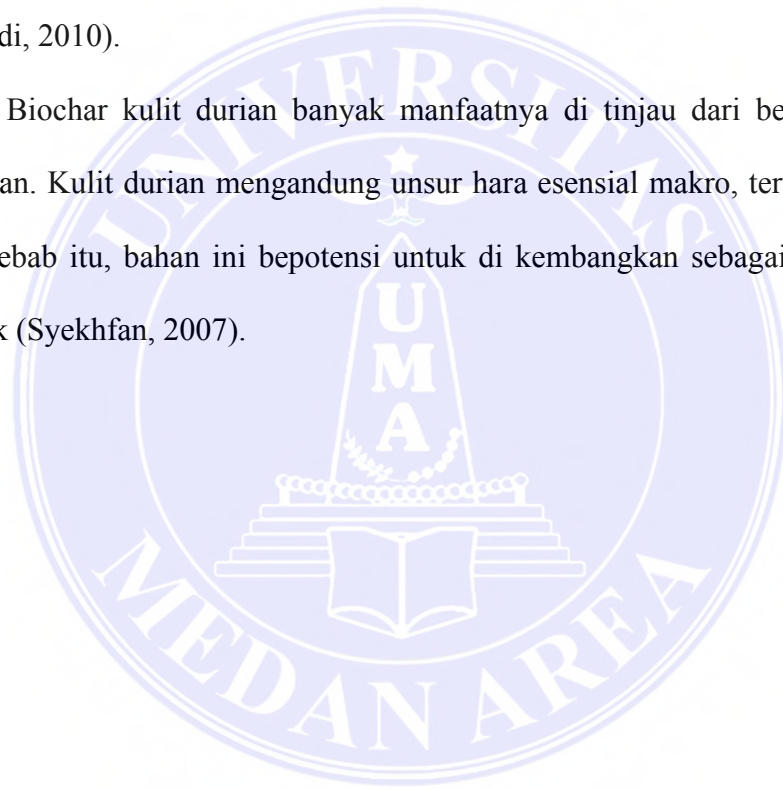 di, 2010).
Biochar kulit durian banyak manfaatnya di tinjau dari be
an. Kulit durian mengandung unsur hara esensial makro, ter
ebab itu, bahan ini bepotensi untuk di kembangkan sebagai
k (Syekhfan, 2007).
UNIVERSITAS
UMA
MEDAN AREA